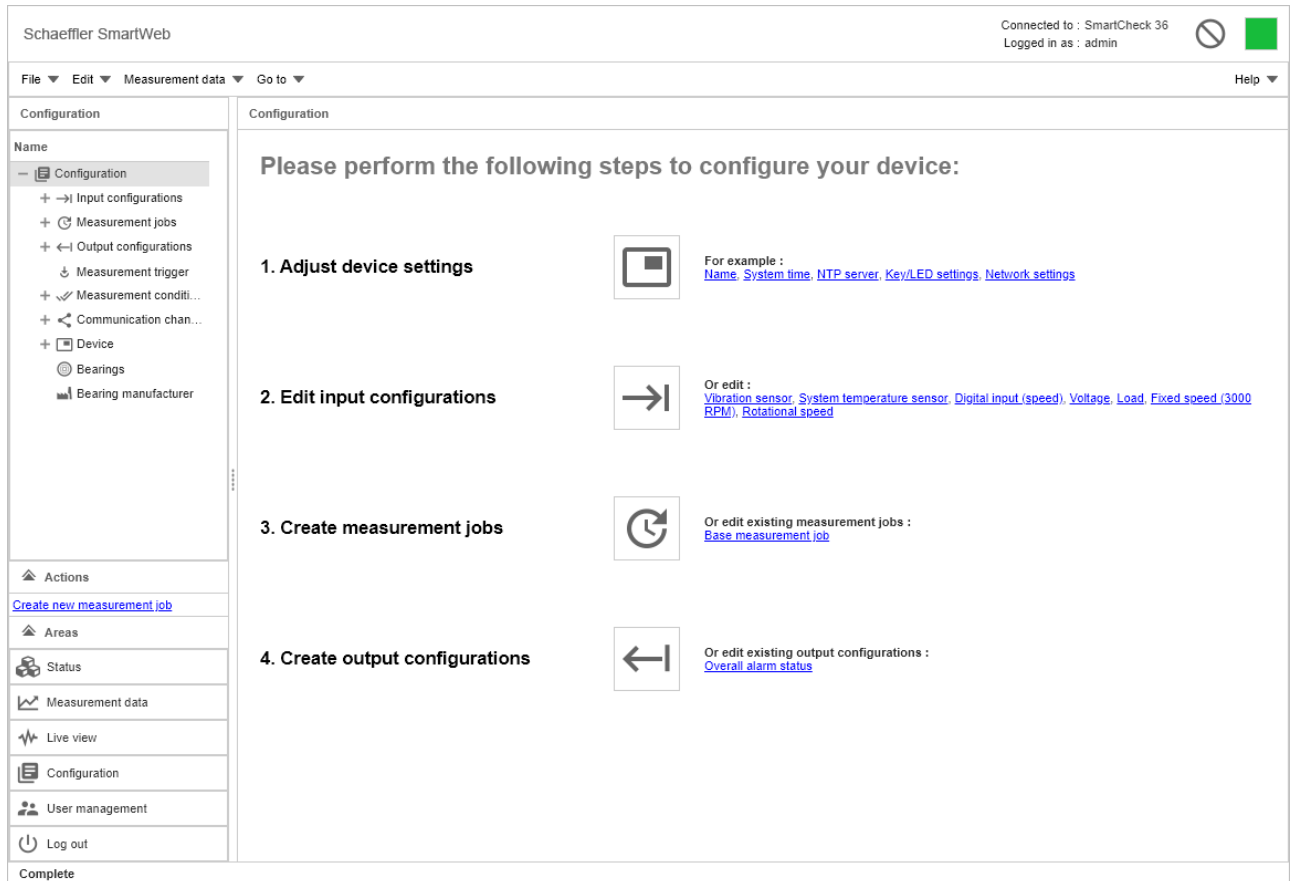 Schaeffler SmartWeb
Connected to : SmartCheck 36
Logged in as : admin
File Edit Measurement data Go to Help
Configuration
Name
Configuration
Input configurations
Measurement jobs
Output configurations
Measurement trigger
Measurement conditi...
Communication chan...
Device
Bearings
Bearing manufacturer
Actions
Create new measurement job
Areas
Status
Measurement data
Live view
Configuration
User management
Log out
Configuration
Please perform the following steps to configure your device:
1. Adjust device settings
For example :
Name, System time, NTP server, Key/LED settings, Network settings
2. Edit input configurations
Or edit :
Vibration sensor, System temperature sensor, Digital input (speed), Voltage, Load, Fixed speed (3000
RPM), Rotational speed
3. Create measurement jobs
Or edit existing measurement jobs :
Base measurement job
4. Create output configurations
Or edit existing output configurations :
Overall alarm status
Complete